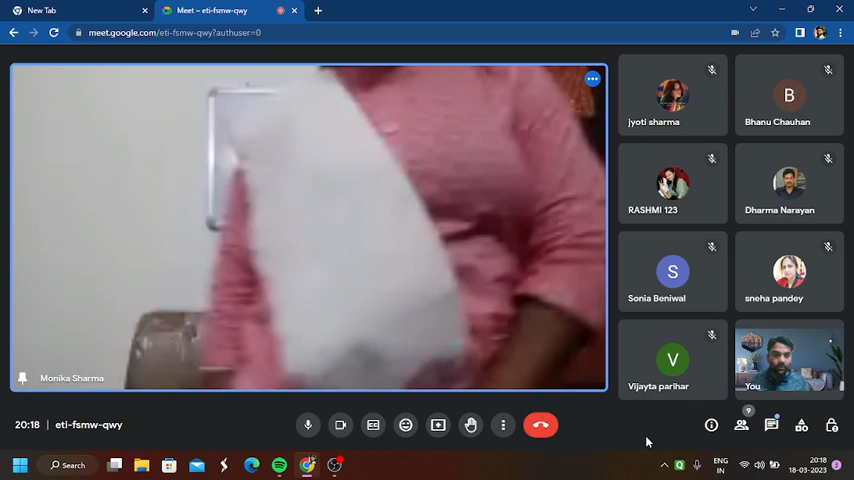 New Tab
Meet – eti-fsmw-qwy
meet.google.com/eti-fsmw-qwy?authuser=0
Jyoti sharma
B
Bhanu Chauhan
RASHMI 123
Dharma Narayan
S
Sonia Beniwal
sneha pandey
V
Vijayta parihar
You
Monika Sharma
20:18 | eti-fsmw-qwy
CC
9
Search
ENG
IN
20:18
18-03-2023
3